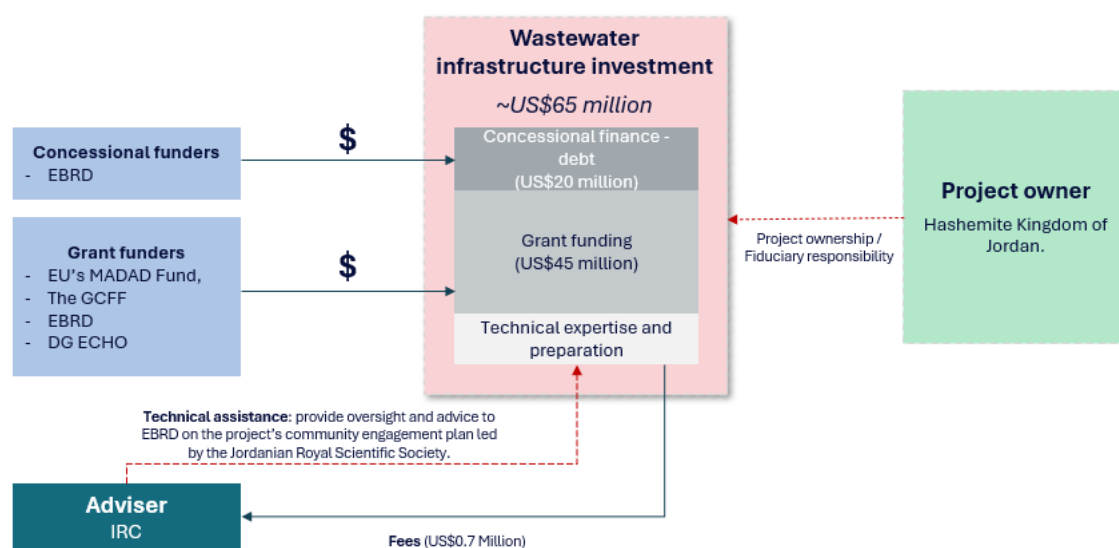 Wastewater
infrastructure investment
~US$65 million
Concessional funders
- EBRD
$
Concessional finance -
debt
(US$20 million)
Grant funders
- EU's MADAD Fund,
- The GCFF
- EBRD
- DG ECHO
$
Grant funding
(US$45 million)
Technical expertise and
preparation
Project owner
Hashemite Kingdom of
Jordan.
Project ownership /
Fiduciary responsibility
Technical assistance: provide oversight and advice to
EBRD on the project's community engagement plan led
by the Jordanian Royal Scientific Society.
Adviser
IRC
Fees (US$0.7 Million)